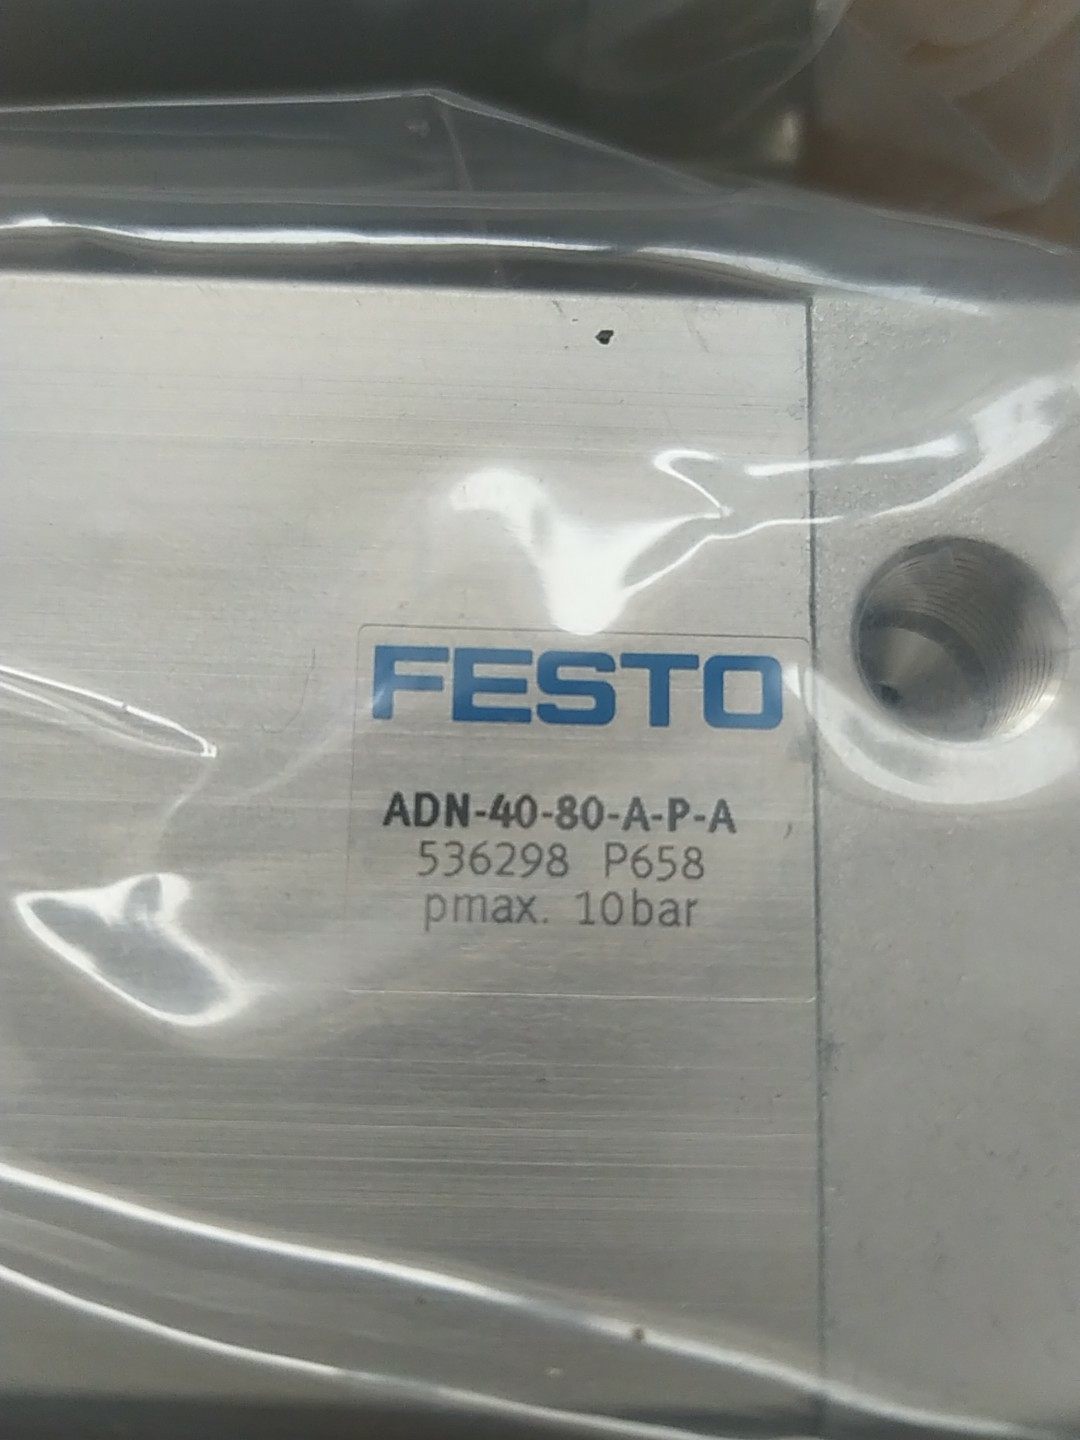 FESTO
ADN-40-80-A-P-A
536298 P658
pmax. 10bar